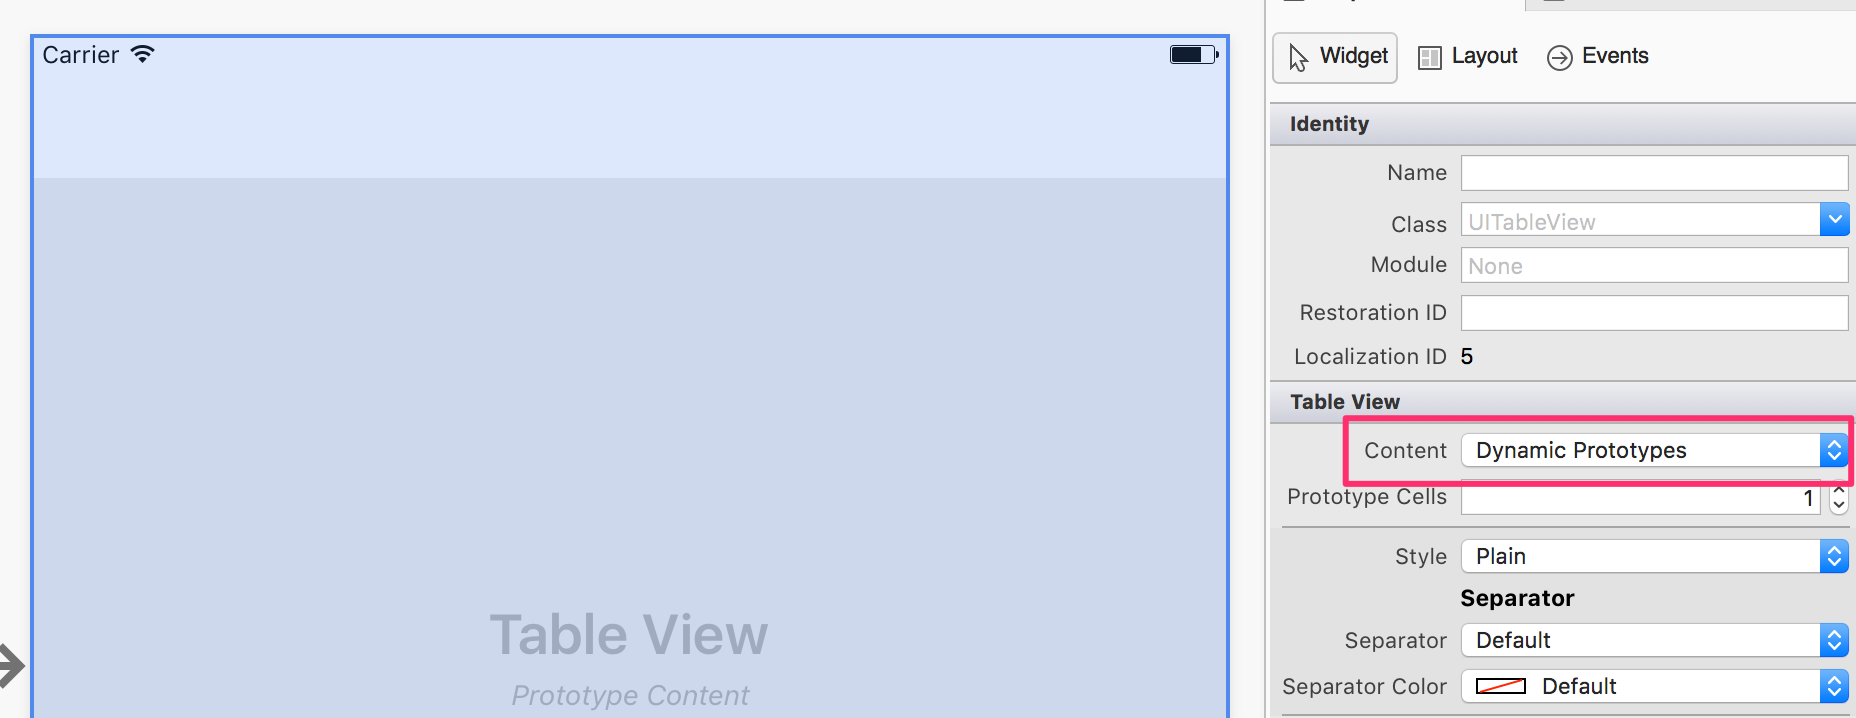 Carrier
Table View
Prototype Content
Widget Layout Events
Identity
Name
Class UITableView
Module None
Restoration ID
Localization ID 5
Table View
Content Dynamic Prototypes
Prototype Cells 1
Style Plain
Separator
Separator Default
Separator Color Default